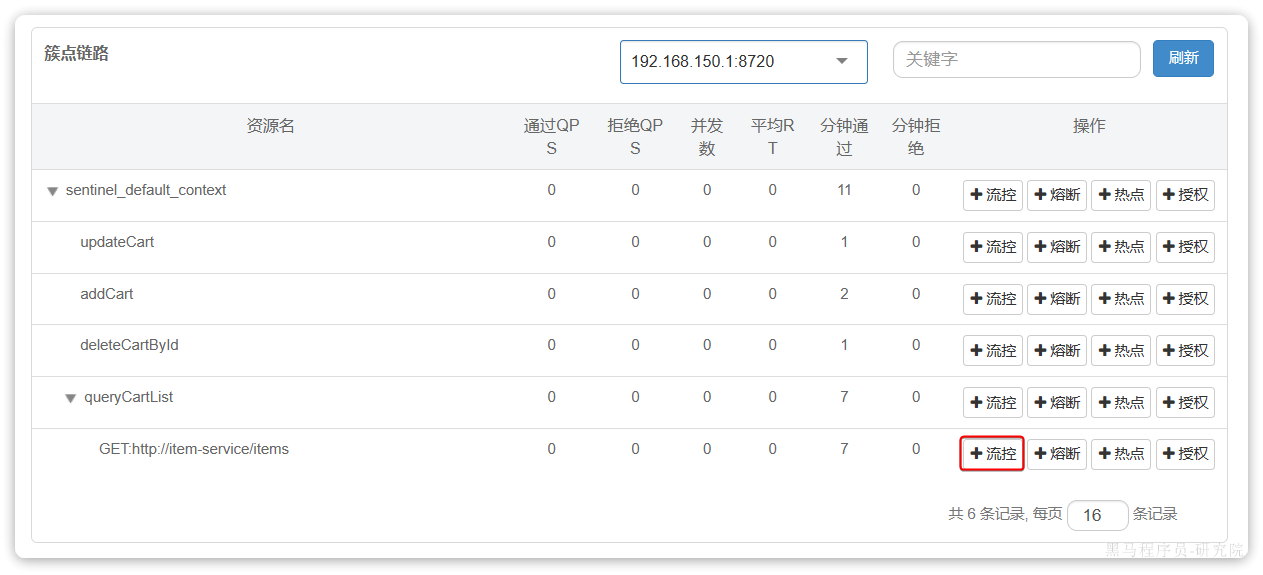 簇点链路 192.168.150.1:8720 关键字 刷新
资源名 通过QPS 拒绝QPS 并发数 平均RT 分钟通过 分钟拒绝 操作
sentinel_default_context 0 0 0 0 11 0 流控 熔断 热点 授权
updateCart 0 0 0 0 1 0 流控 熔断 热点 授权
addCart 0 0 0 0 2 0 流控 熔断 热点 授权
deleteCartById 0 0 0 0 1 0 流控 熔断 热点 授权
queryCartList 0 0 0 0 7 0 流控 熔断 热点 授权
GET:http://item-service/items 0 0 0 0 7 0 流控 熔断 热点 授权
共 6 条记录, 每页 16 条记录
黑马程序员-研究院